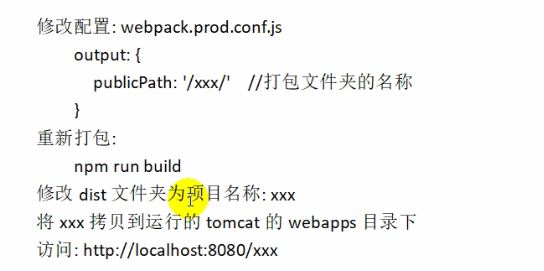 修改配置: webpack.prod.conf.js
output: {
publicPath: '/xxx/' //打包文件夹的名称
}
重新打包:
npm run build
修改 dist 文件夹为项目名称: xxx
将 xxx 拷贝到运行的 tomcat 的 webapps 目录下
访问: http://localhost:8080/xxx